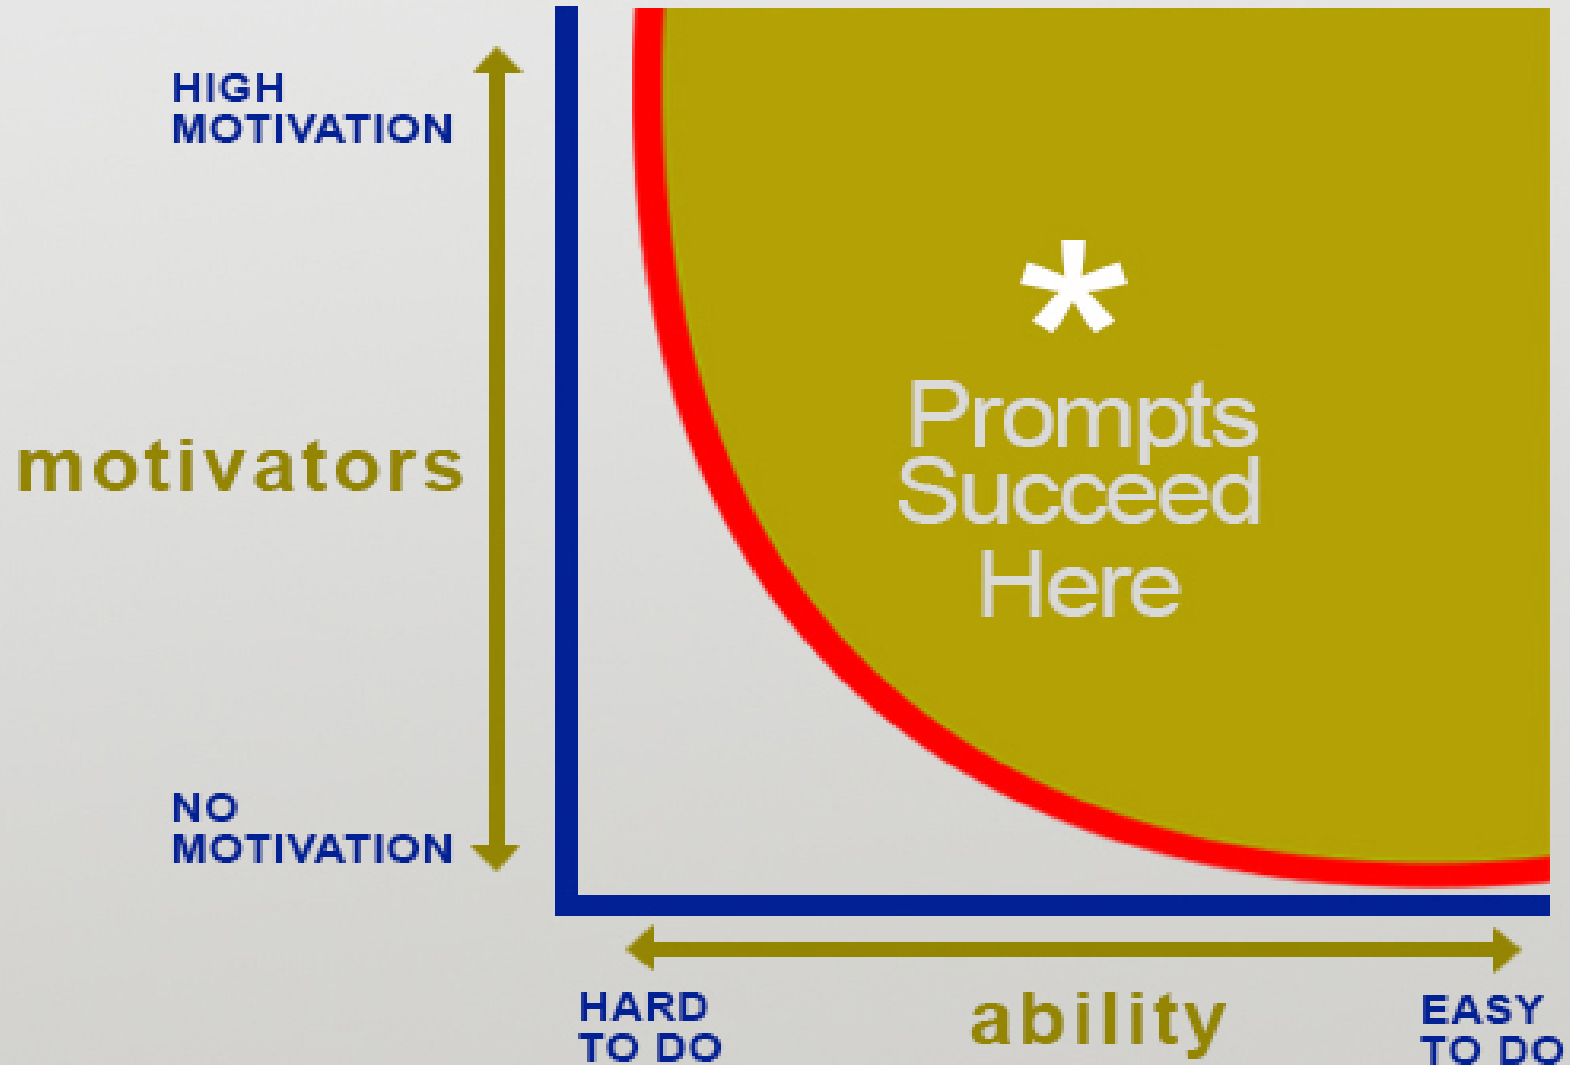 HIGH
MOTIVATION
*
Prompts
Succeed
Here
motivators
NO
MOTIVATION
HARD
TO DO
ability
EASY
TO DO